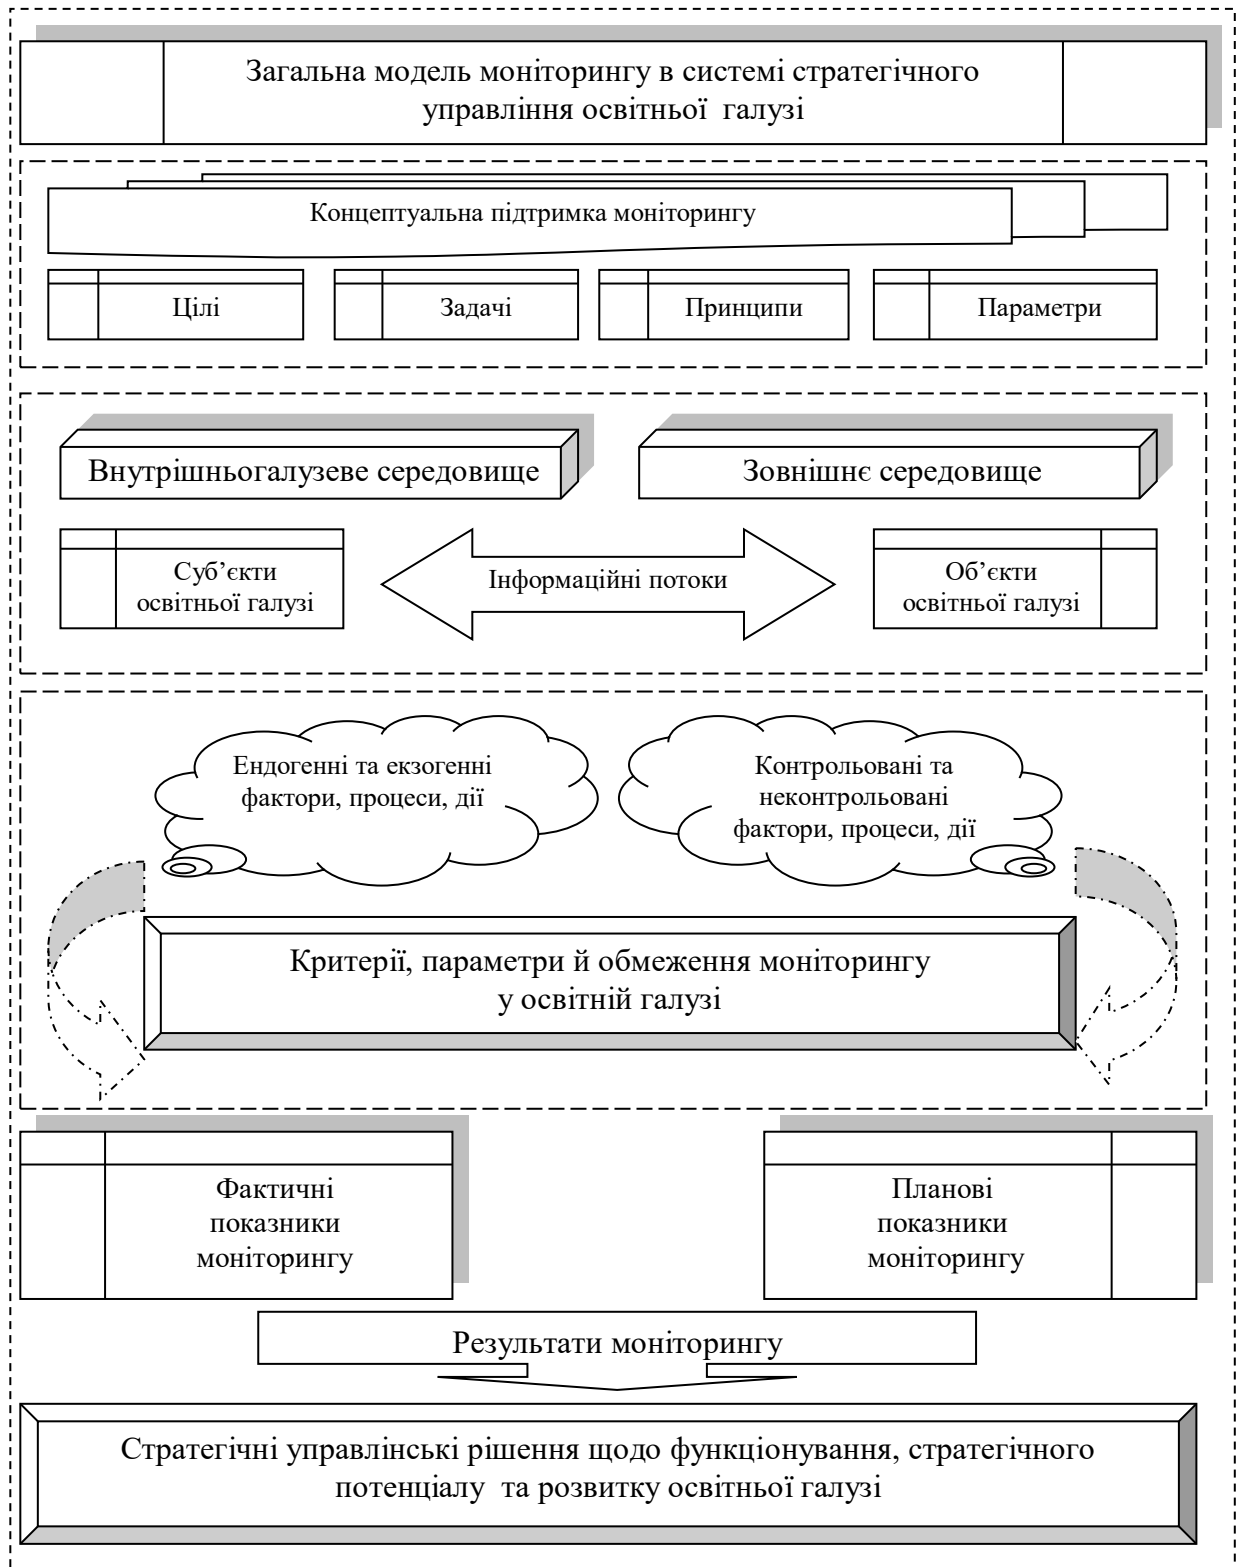 Загальна модель моніторингу в системі стратегічного
управління освітньої галузі
Концептуальна підтримка моніторингу
Цілі
Задачі
Принципи
Параметри
Внутрішньогалузеве середовище
Зовнішнє середовище
Суб’єкти
освітньої галузі
Інформаційні потоки
Об’єкти
освітньої галузі
Ендогенні та екзогенні
фактори, процеси, дії
Контрольовані та
неконтрольовані
фактори, процеси, дії
Критерії, параметри й обмеження моніторингу
у освітній галузі
Фактичні
показники
моніторингу
Планові
показники
моніторингу
Результати моніторингу
Стратегічні управлінські рішення щодо функціонування, стратегічного
потенціалу та розвитку освітньої галузі